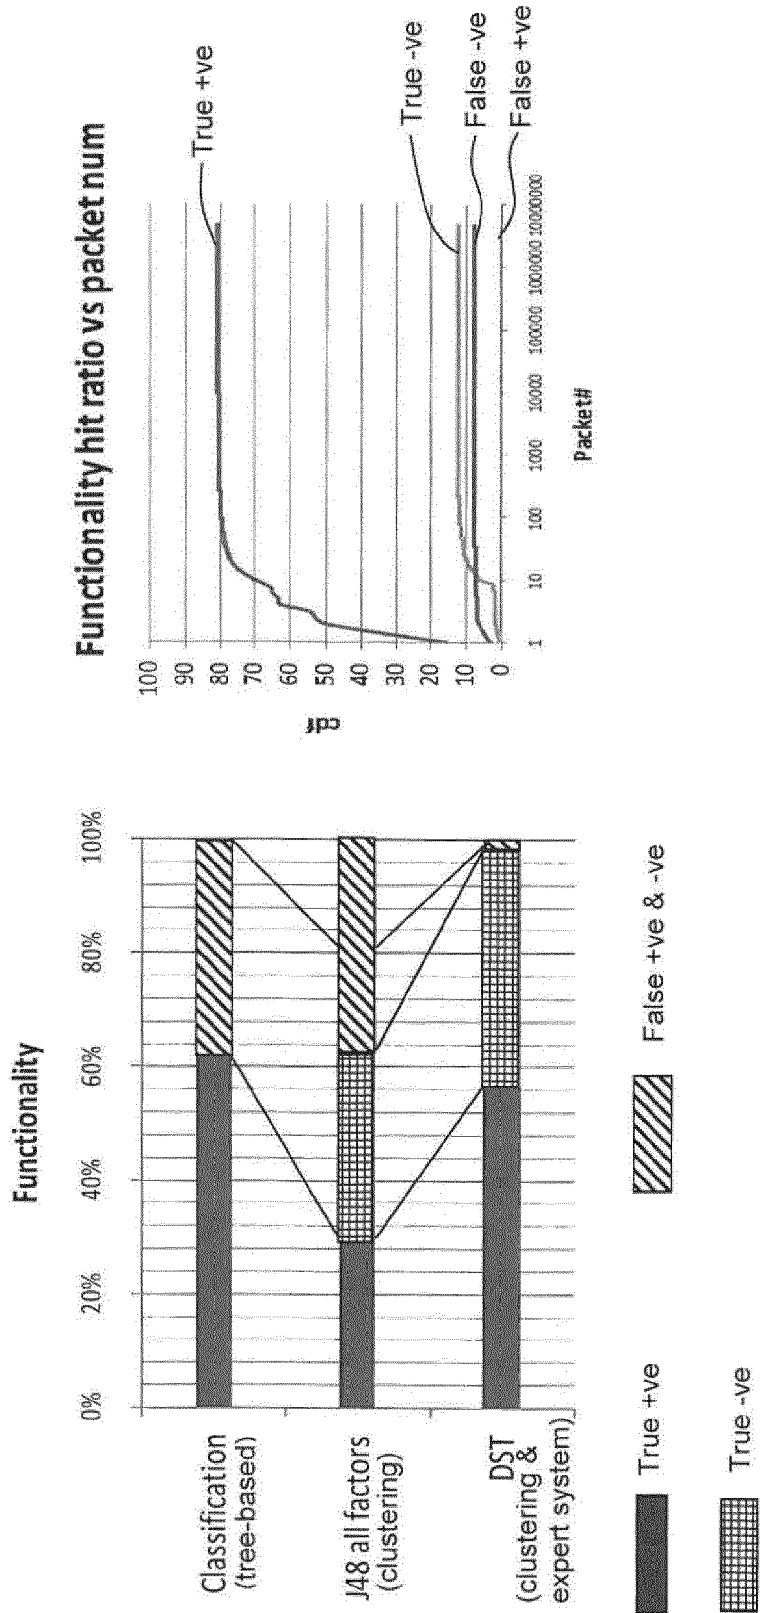 Functionality
0%
20%
40%
60%
80%
100%
Classification
(tree-based)
J48 all factors
(clustering)
DST
(clustering &
expert system)
True +ve
True -ve
False +ve & -ve
Functionality hit ratio vs packet num
100
90
80
70
60
50
40
30
20
10
0
1
10
100
1000
10000
100000
1000000
10000000
Packet#
True +ve
True -ve
False -ve
False +ve